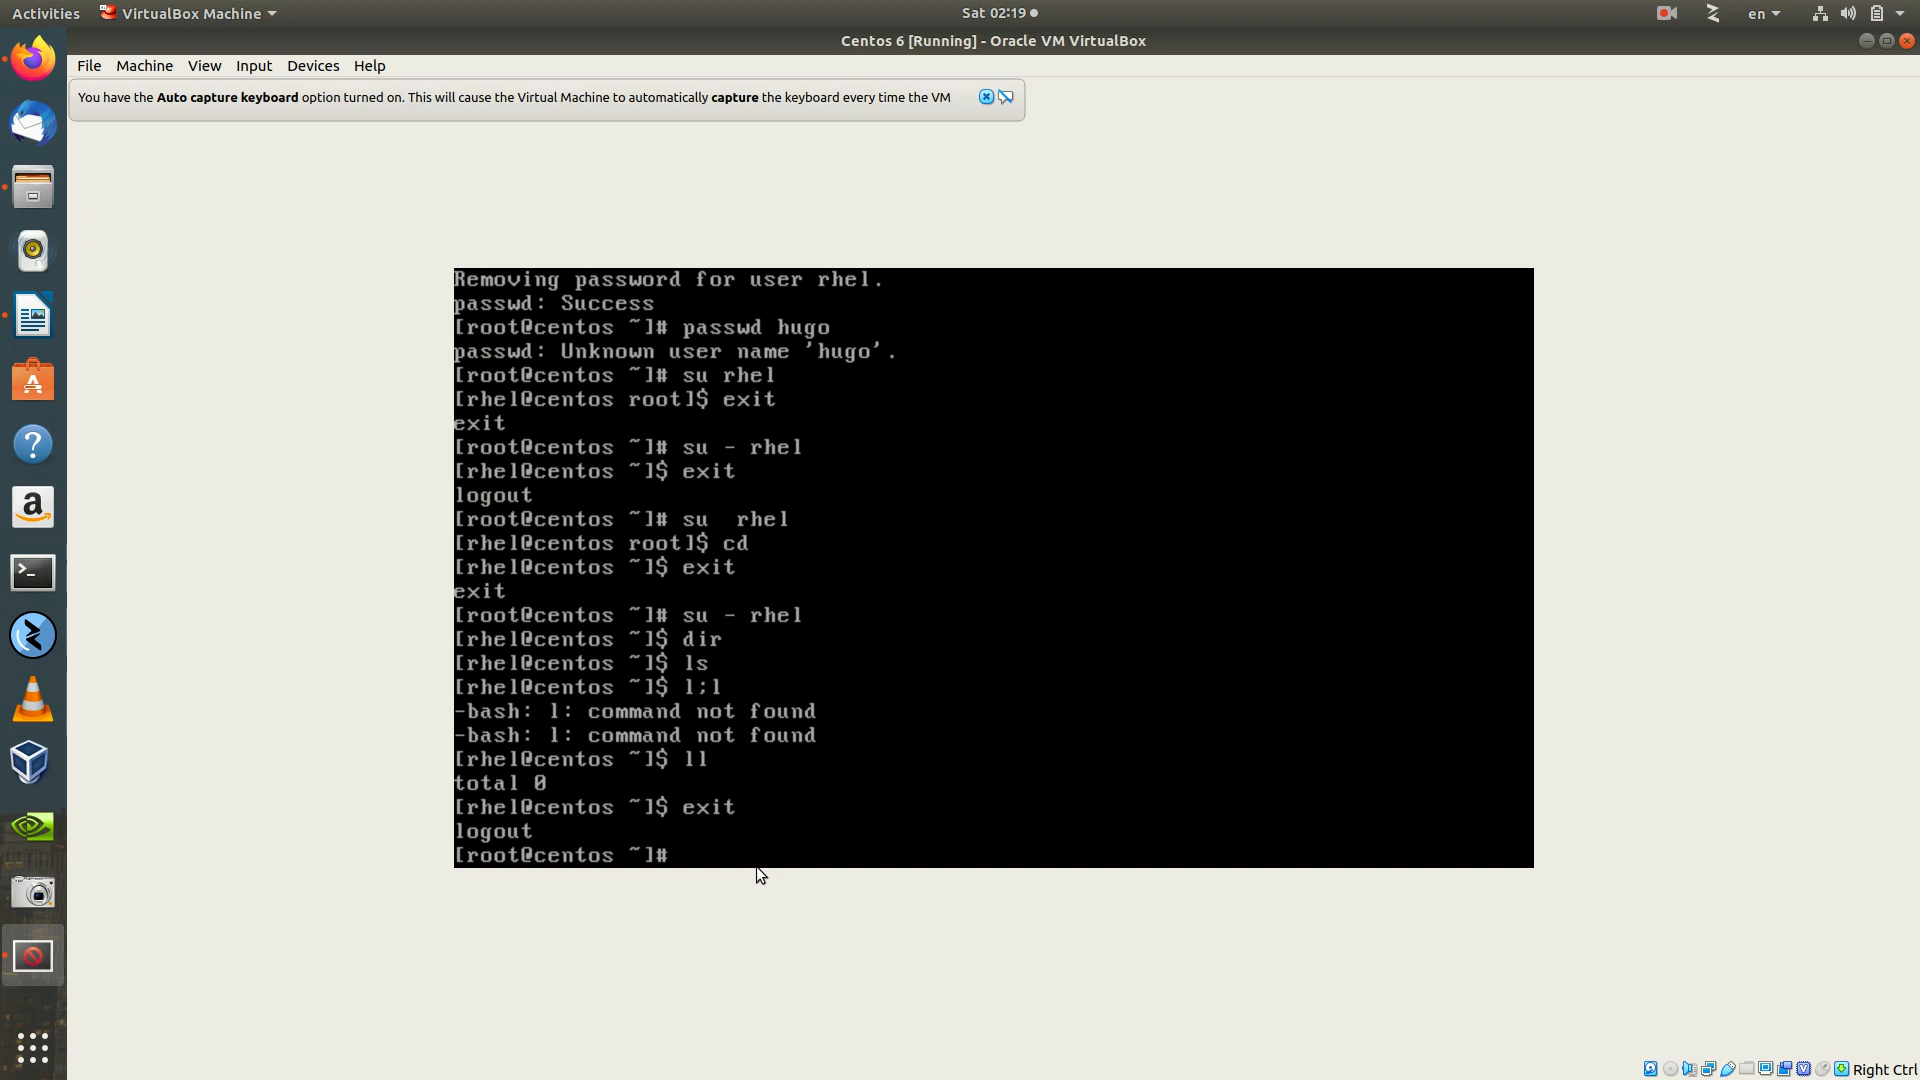 Activities VirtualBox Machine Sat 02:19 en
Centos 6 [Running] - Oracle VM VirtualBox
File Machine View Input Devices Help
You have the Auto capture keyboard option turned on. This will cause the Virtual Machine to automatically capture the keyboard every time the VM
Removing password for user rhel.
passwd: Success
[root@centos ~]# passwd hugo
passwd: Unknown user name 'hugo'.
[root@centos ~]# su rhel
[rhel@centos root]$ exit
exit
[root@centos ~]# su - rhel
[rhel@centos ~]$ exit
logout
[root@centos ~]# su  rhel
[rhel@centos root]$ cd
[rhel@centos ~]$ exit
exit
[root@centos ~]# su - rhel
[rhel@centos ~]$ dir
[rhel@centos ~]$ ls
[rhel@centos ~]$ l;l
-bash: l: command not found
-bash: l: command not found
[rhel@centos ~]$ ll
total 0
[rhel@centos ~]$ exit
logout
[root@centos ~]#
Right Ctrl